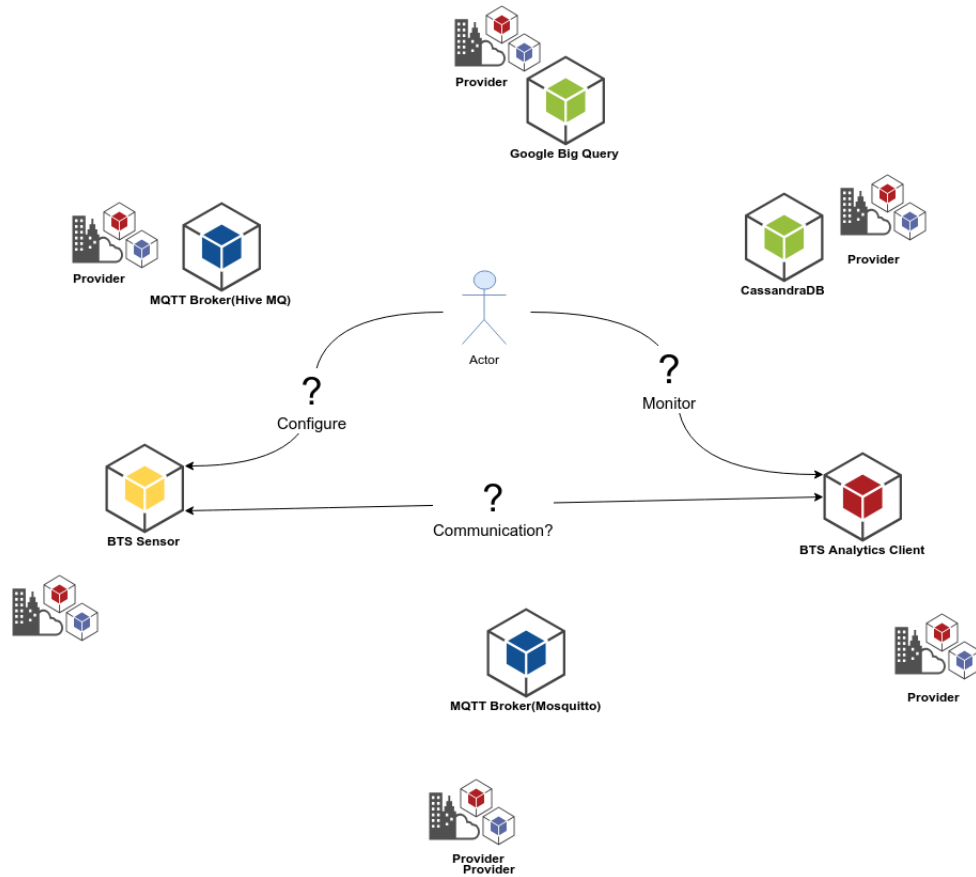 Provider
Google Big Query
Provider
MQTT Broker(Hive MQ)
CassandraDB
Provider
Actor
?
Configure
?
Monitor
?
Communication?
BTS Sensor
BTS Analytics Client
MQTT Broker(Mosquitto)
Provider
Provider
Provider